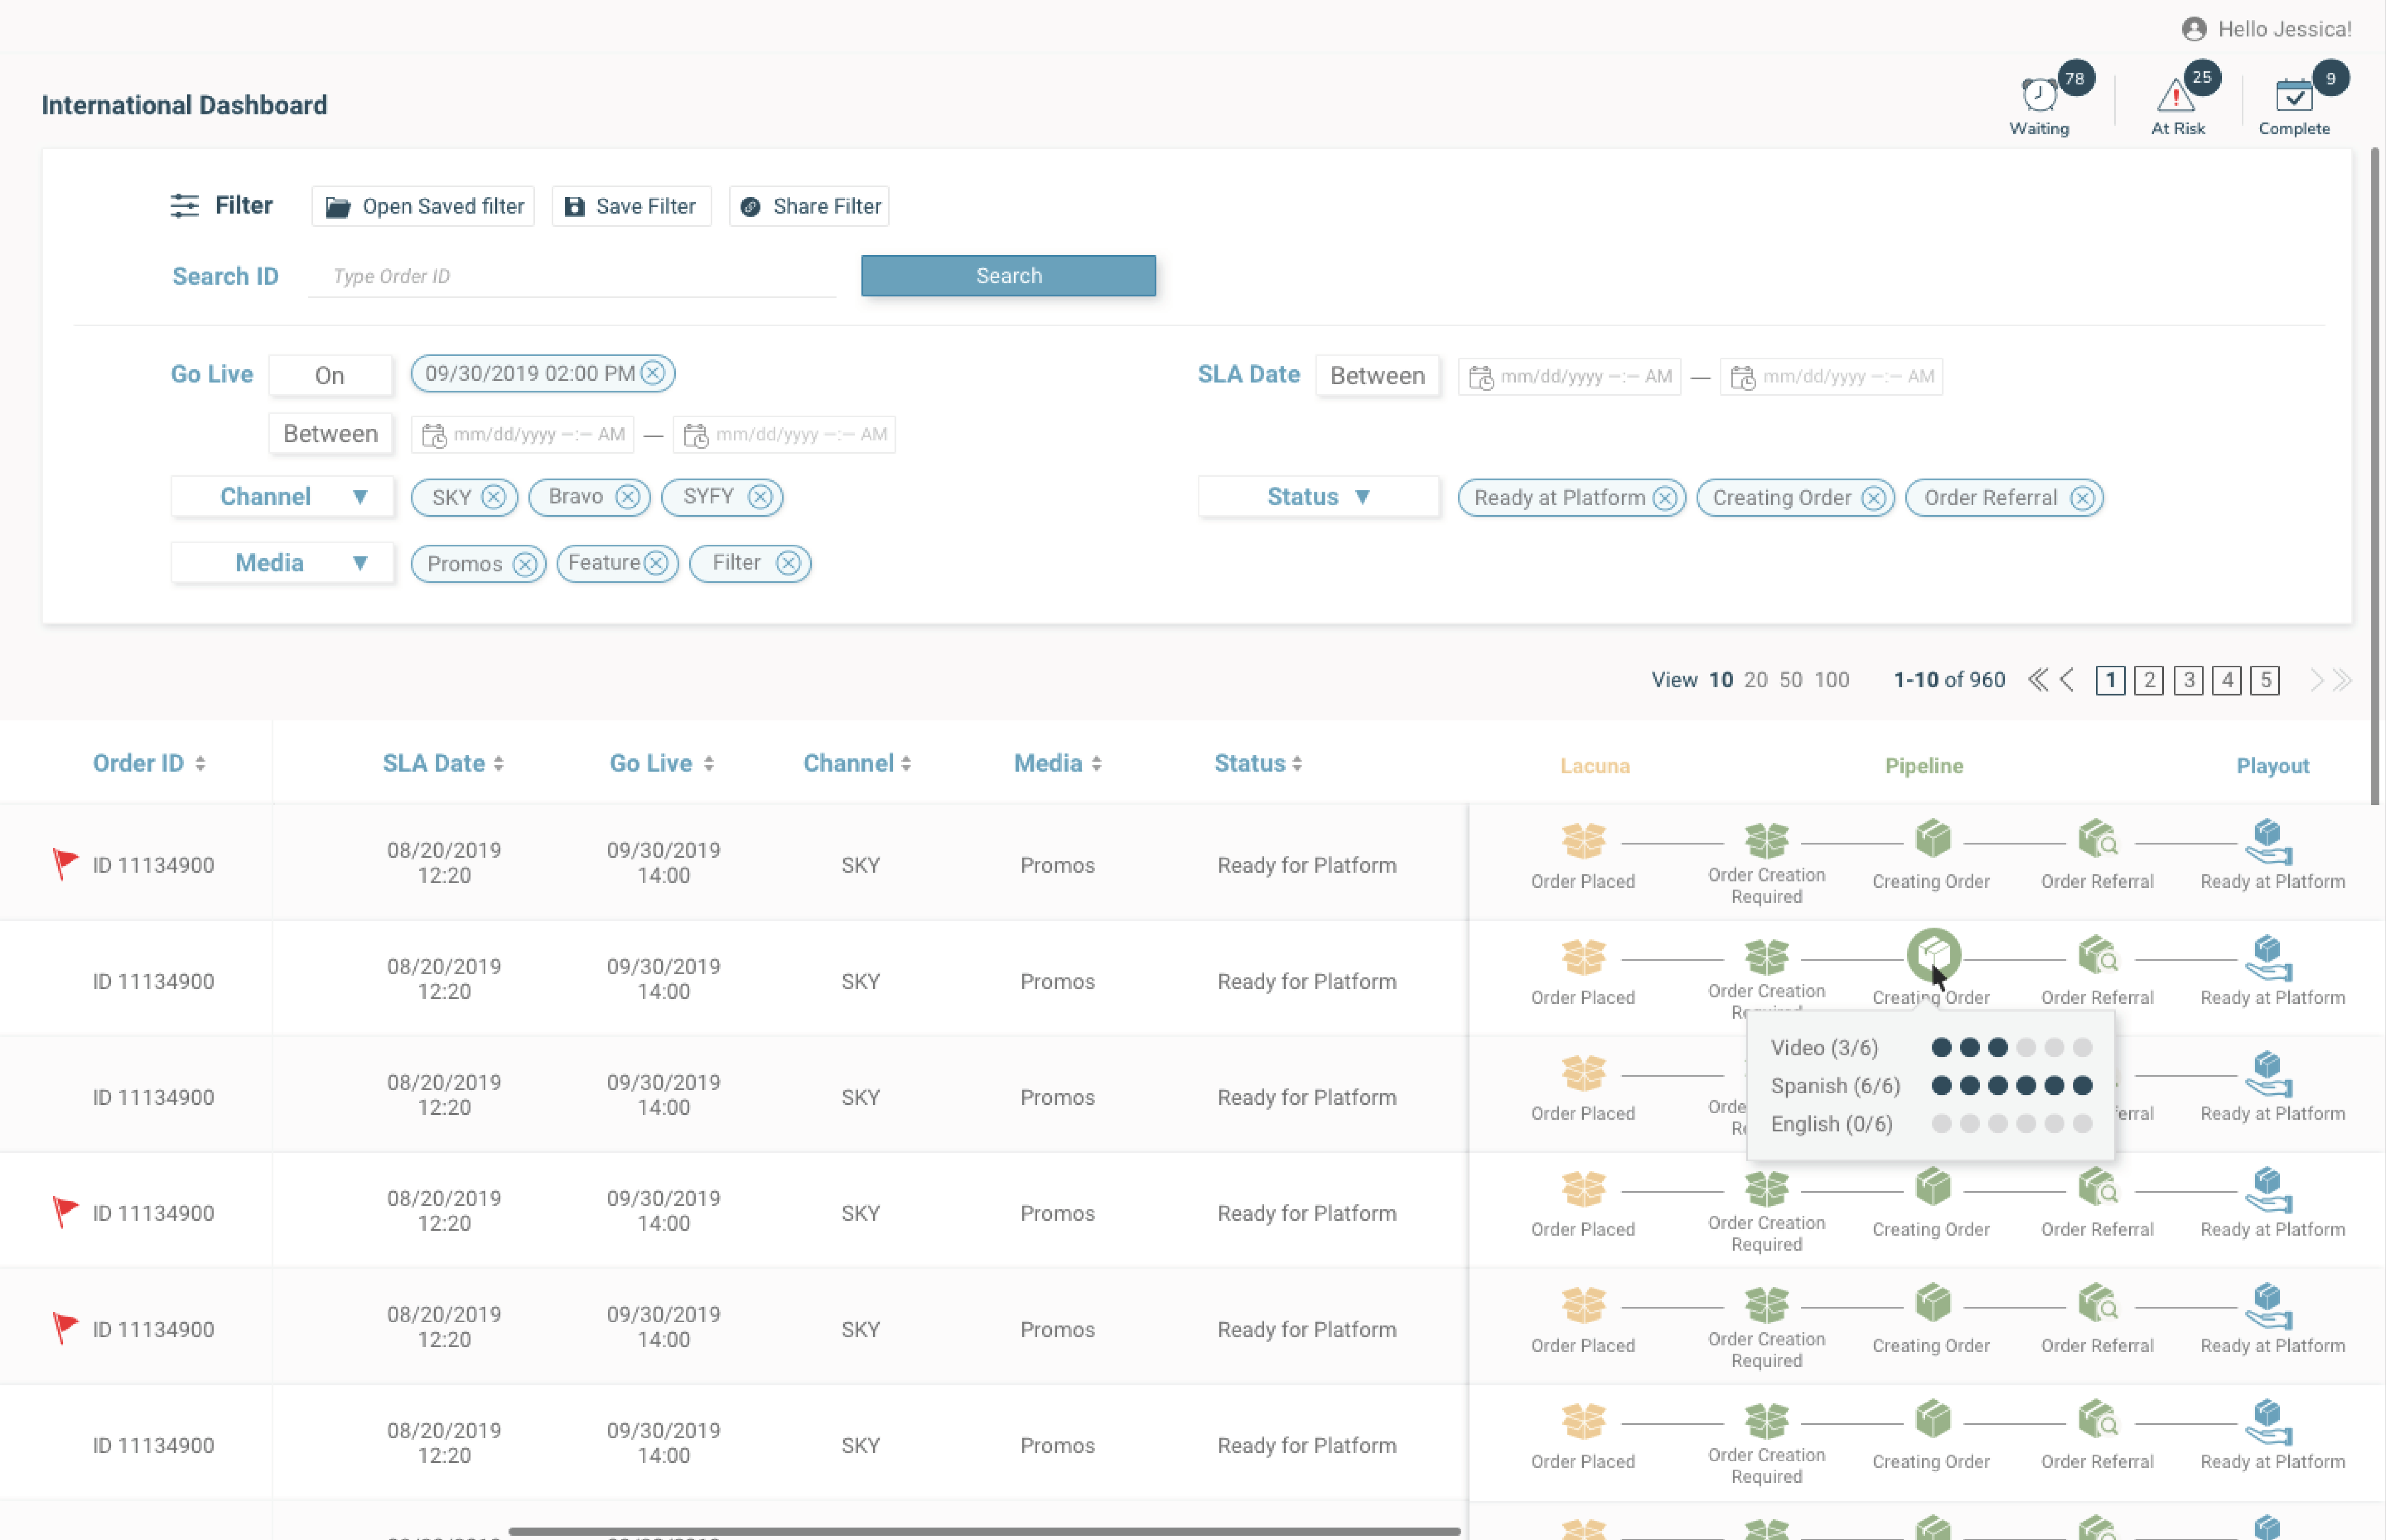 Hello Jessica!
International Dashboard
78
Waiting
25
At Risk
9
Complete
Filter
Open Saved filter
Save Filter
Share Filter
Search ID
Type Order ID
Search
Go Live
On
09/30/2019 02:00 PM
SLA Date
Between
mm/dd/yyyy –:– AM
—
mm/dd/yyyy –:– AM
Between
mm/dd/yyyy –:– AM
—
mm/dd/yyyy –:– AM
Channel
SKY
Bravo
SYFY
Status
Ready at Platform
Creating Order
Order Referral
Media
Promos
Feature
Filter
View 10 20 50 100
1-10 of 960
1 2 3 4 5
Order ID
SLA Date
Go Live
Channel
Media
Status
Lacuna
Pipeline
Playout
ID 11134900
08/20/2019
12:20
09/30/2019
14:00
SKY
Promos
Ready for Platform
Order Placed
Order Creation
Required
Creating Order
Order Referral
Ready at Platform
ID 11134900
08/20/2019
12:20
09/30/2019
14:00
SKY
Promos
Ready for Platform
Order Placed
Order Creation
Creating Order
Order Referral
Ready at Platform
Video (3/6)
Spanish (6/6)
English (0/6)
ID 11134900
08/20/2019
12:20
09/30/2019
14:00
SKY
Promos
Ready for Platform
Order Placed
Ready at Platform
ID 11134900
08/20/2019
12:20
09/30/2019
14:00
SKY
Promos
Ready for Platform
Order Placed
Order Creation
Required
Creating Order
Order Referral
Ready at Platform
ID 11134900
08/20/2019
12:20
09/30/2019
14:00
SKY
Promos
Ready for Platform
Order Placed
Order Creation
Required
Creating Order
Order Referral
Ready at Platform
ID 11134900
08/20/2019
12:20
09/30/2019
14:00
SKY
Promos
Ready for Platform
Order Placed
Order Creation
Required
Creating Order
Order Referral
Ready at Platform